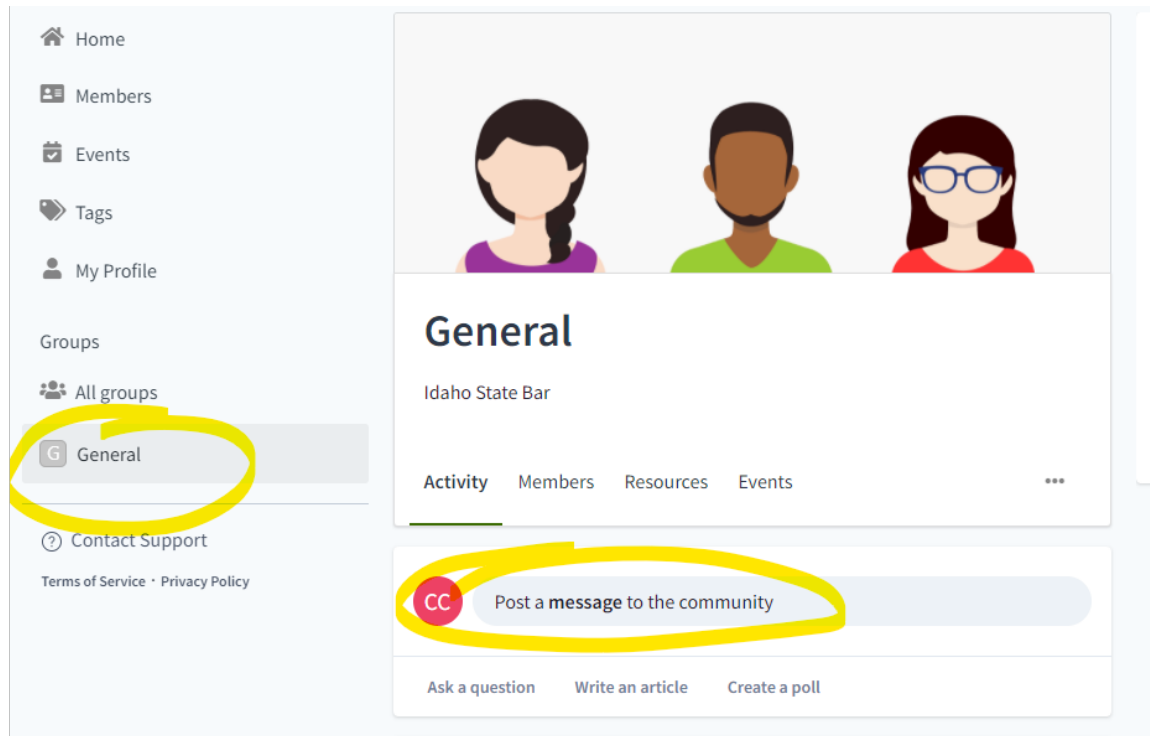 Home
Members
Events
Tags
My Profile
Groups
All groups
G General
Contact Support
Terms of Service · Privacy Policy
General
Idaho State Bar
Activity Members Resources Events
CC Post a message to the community
Ask a question Write an article Create a poll